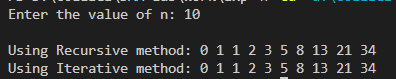 Enter the value of n: 10
Using Recursive method: 0 1 1 2 3 5 8 13 21 34
Using Iterative method: 0 1 1 2 3 5 8 13 21 34